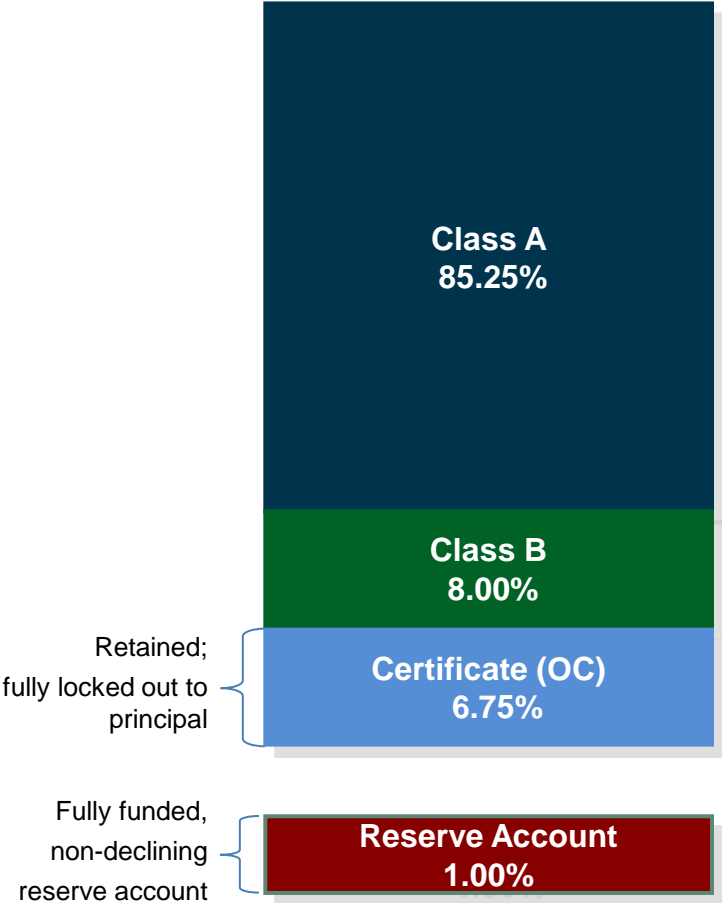 Class A
85.25%
Class B
8.00%
Retained;
fully locked out to
principal
Certificate (OC)
6.75%
Fully funded,
non-declining
reserve account
Reserve Account
1.00%